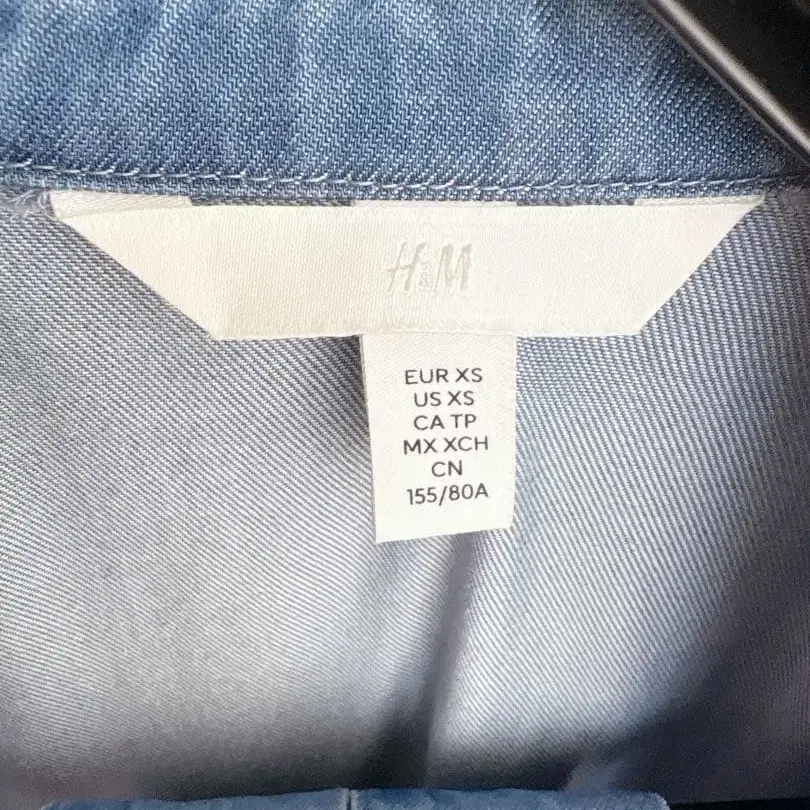 H&M
EUR XS
US XS
CA TP
MX XCH
CN
155/80A